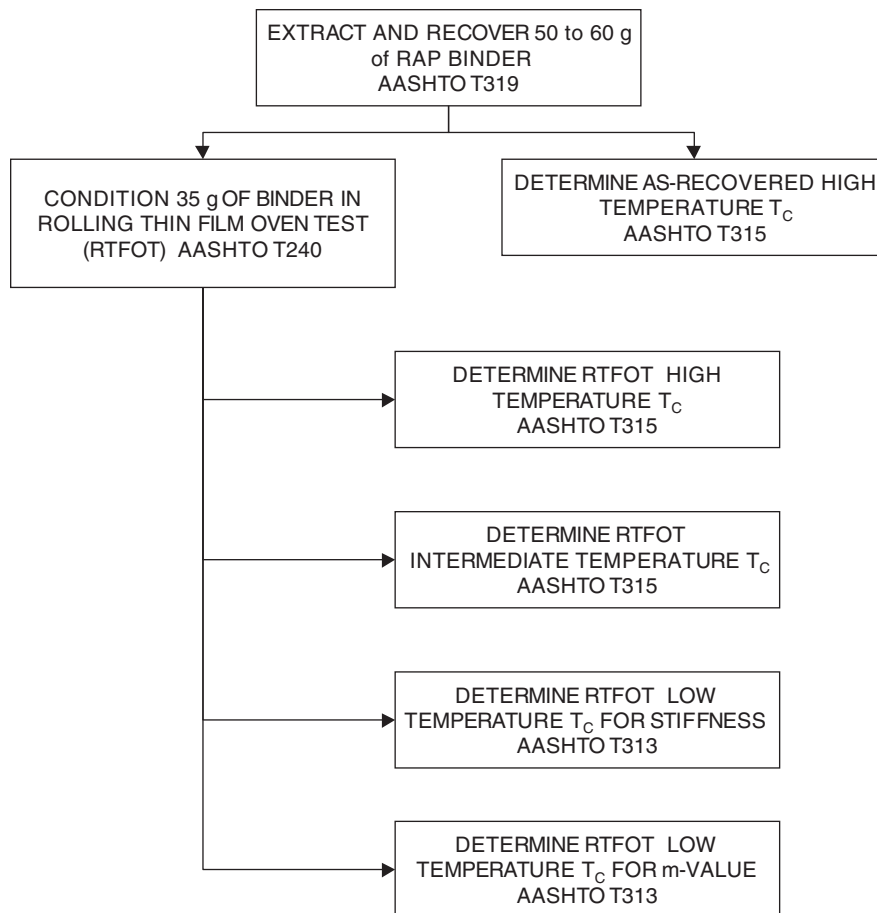 EXTRACT AND RECOVER 50 to 60 g
of RAP BINDER
AASHTO T319
CONDITION 35 g OF BINDER IN
ROLLING THIN FILM OVEN TEST
(RTFOT) AASHTO T240
DETERMINE AS-RECOVERED HIGH
TEMPERATURE TC
AASHTO T315
DETERMINE RTFOT HIGH
TEMPERATURE TC
AASHTO T315
DETERMINE RTFOT
INTERMEDIATE TEMPERATURE TC
AASHTO T315
DETERMINE RTFOT LOW
TEMPERATURE TC FOR STIFFNESS
AASHTO T313
DETERMINE RTFOT LOW
TEMPERATURE TC FOR m-VALUE
AASHTO T313